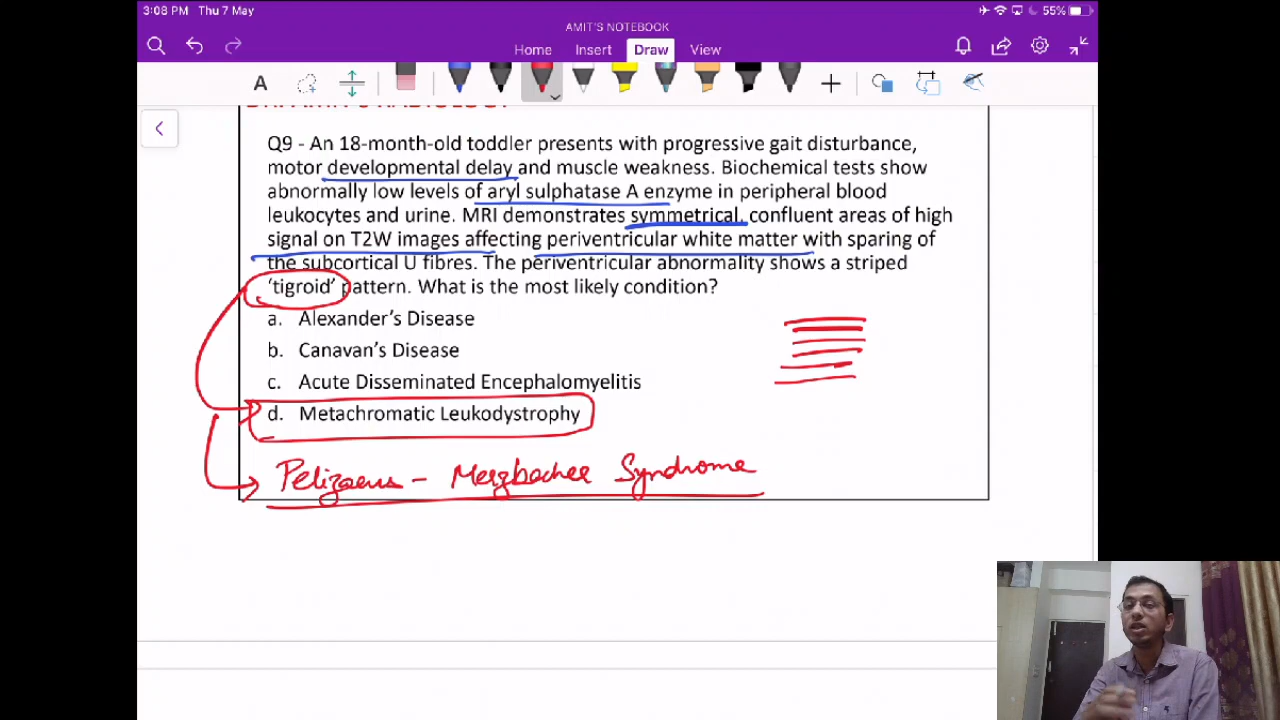 3:08 PM Thu 7 May
55%
AMIT'S NOTEBOOK
Home Insert Draw View
Q9 - An 18-month-old toddler presents with progressive gait disturbance,
motor developmental delay and muscle weakness. Biochemical tests show
abnormally low levels of aryl sulphatase A enzyme in peripheral blood
leukocytes and urine. MRI demonstrates symmetrical, confluent areas of high
signal on T2W images affecting periventricular white matter with sparing of
the subcortical U fibres. The periventricular abnormality shows a striped
‘tigroid’ pattern. What is the most likely condition?
a. Alexander’s Disease
b. Canavan’s Disease
c. Acute Disseminated Encephalomyelitis
d. Metachromatic Leukodystrophy
Pelizaeus - Merzbacher Syndrome